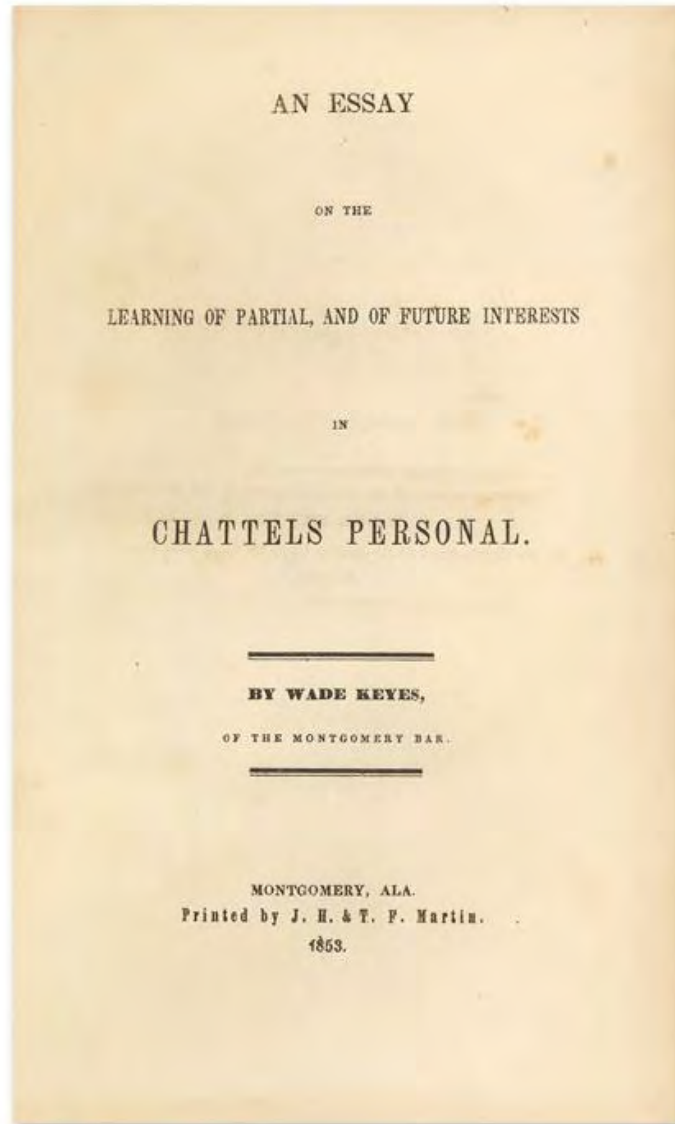 AN ESSAY
ON THE
LEARNING OF PARTIAL, AND OF FUTURE INTERESTS
IN
CHATTELS PERSONAL.
BY WADE KEYES,
OF THE MONTGOMERY BAR.
MONTGOMERY, ALA.
Printed by J. H. & T. F. Martin.
1853.